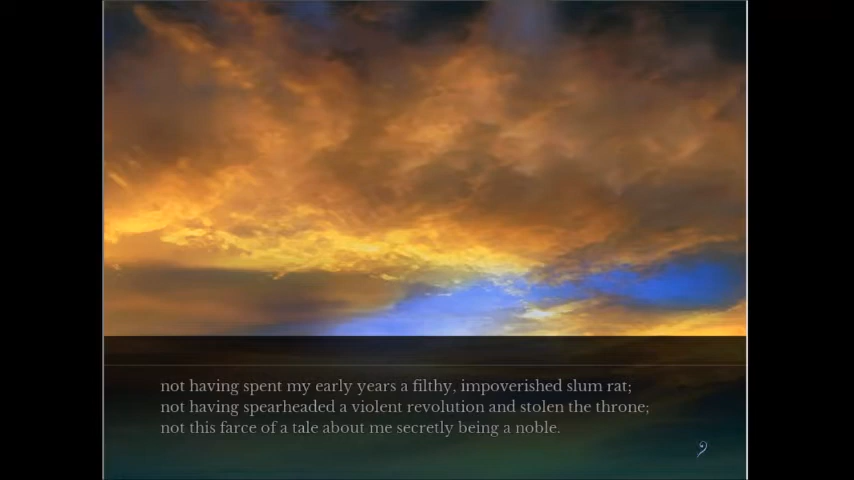 not having spent my early years a filthy, impoverished slum rat;
not having spearheaded a violent revolution and stolen the throne;
not this farce of a tale about me secretly being a noble.